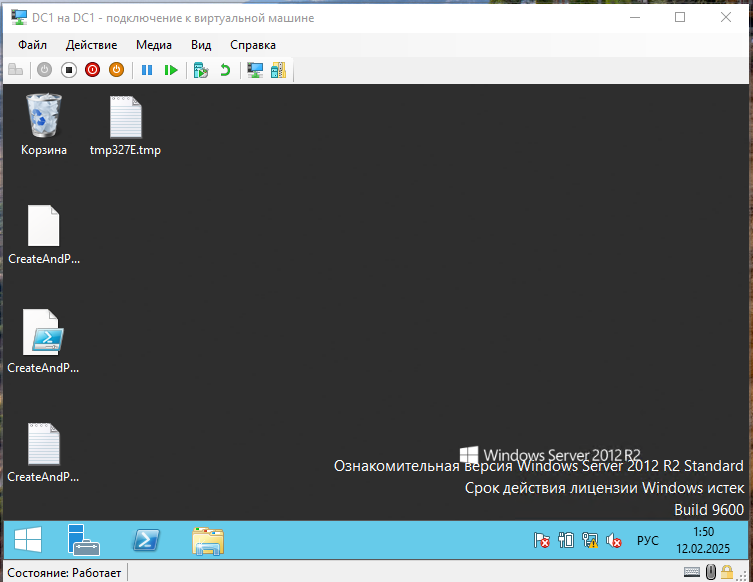 DC1 на DC1 - подключение к виртуальной машине
Файл Действие Медиа Вид Справка
Корзина
tmp327E.tmp
CreateAndP...
CreateAndP...
CreateAndP...
Windows Server 2012 R2
Ознакомительная версия Windows Server 2012 R2 Standard
Срок действия лицензии Windows истек
Build 9600
РУС
1:50
12.02.2025
Состояние: Работает